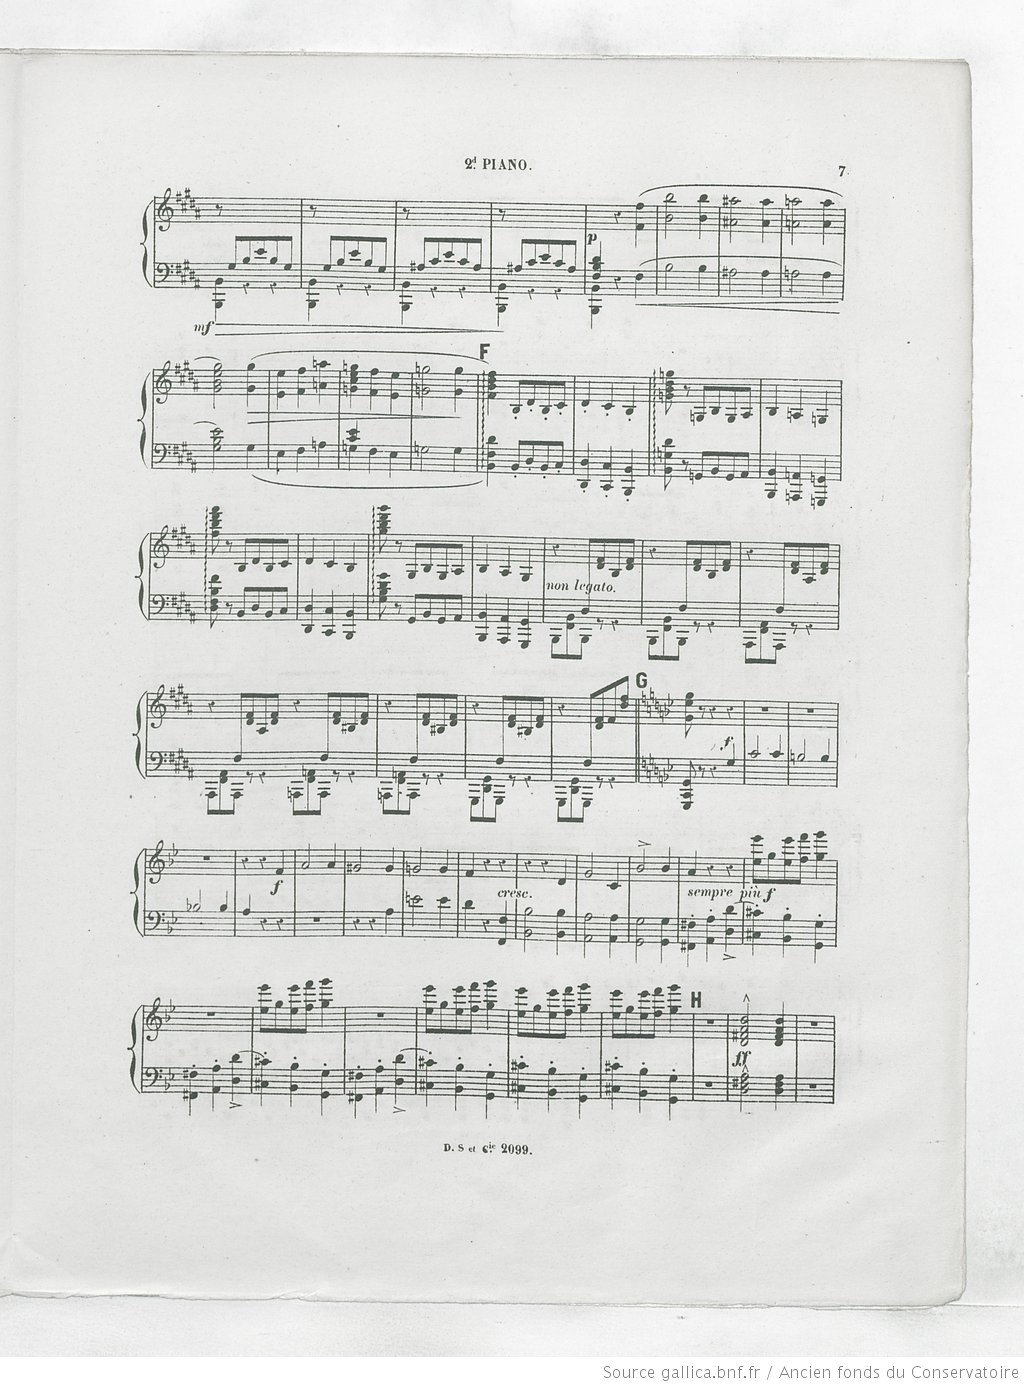 2d. PIANO.
7
p
mf
F
non legato.
G
f
f
cresc.
sempre più f
H
ff
D. S et Cie. 2099.
Source gallica.bnf.fr / Ancien fonds du Conservatoire